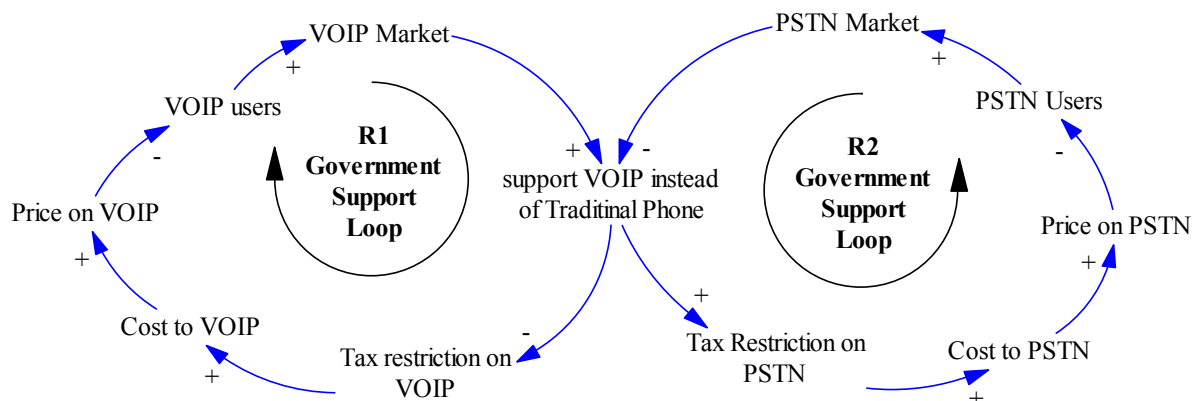 VOIP Market
+
VOIP users
-
Price on VOIP
+
Cost to VOIP
+
Tax restriction on
VOIP
-
R1
Government
Support
Loop
+
-
support VOIP instead
of Traditinal Phone
PSTN Market
+
PSTN Users
-
Price on PSTN
+
Cost to PSTN
+
Tax Restriction on
PSTN
+
R2
Government
Support
Loop